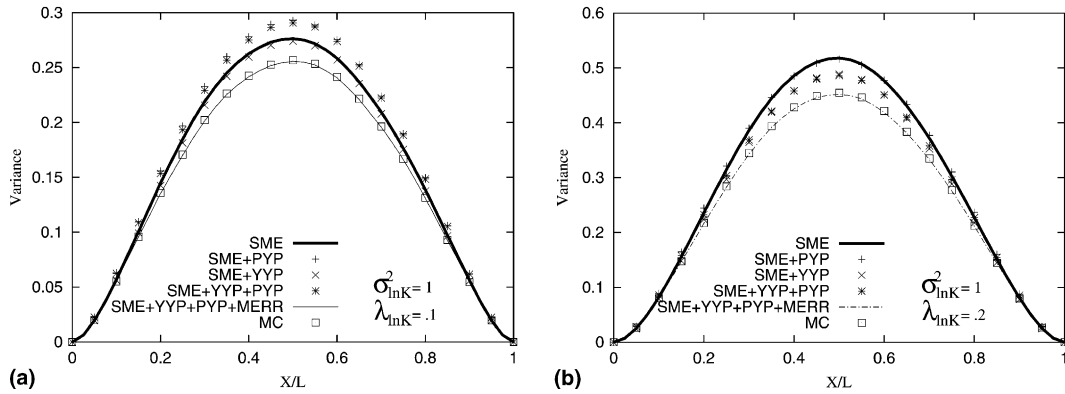 0.3
0.25
0.2
0.15
0.1
0.05
0
Variance
SME
SME+PYP
SME+YYP
SME+YYP+PYP
SME+YYP+PYP+MERR
MC
σ²lnK= 1
λlnK= .1
0 0.2 0.4 0.6 0.8 1
X/L
(a)
0.6
0.5
0.4
0.3
0.2
0.1
0
Variance
SME
SME+PYP
SME+YYP
SME+YYP+PYP
SME+YYP+PYP+MERR
MC
σ²lnK= 1
λlnK= .2
0 0.2 0.4 0.6 0.8 1
X/L
(b)